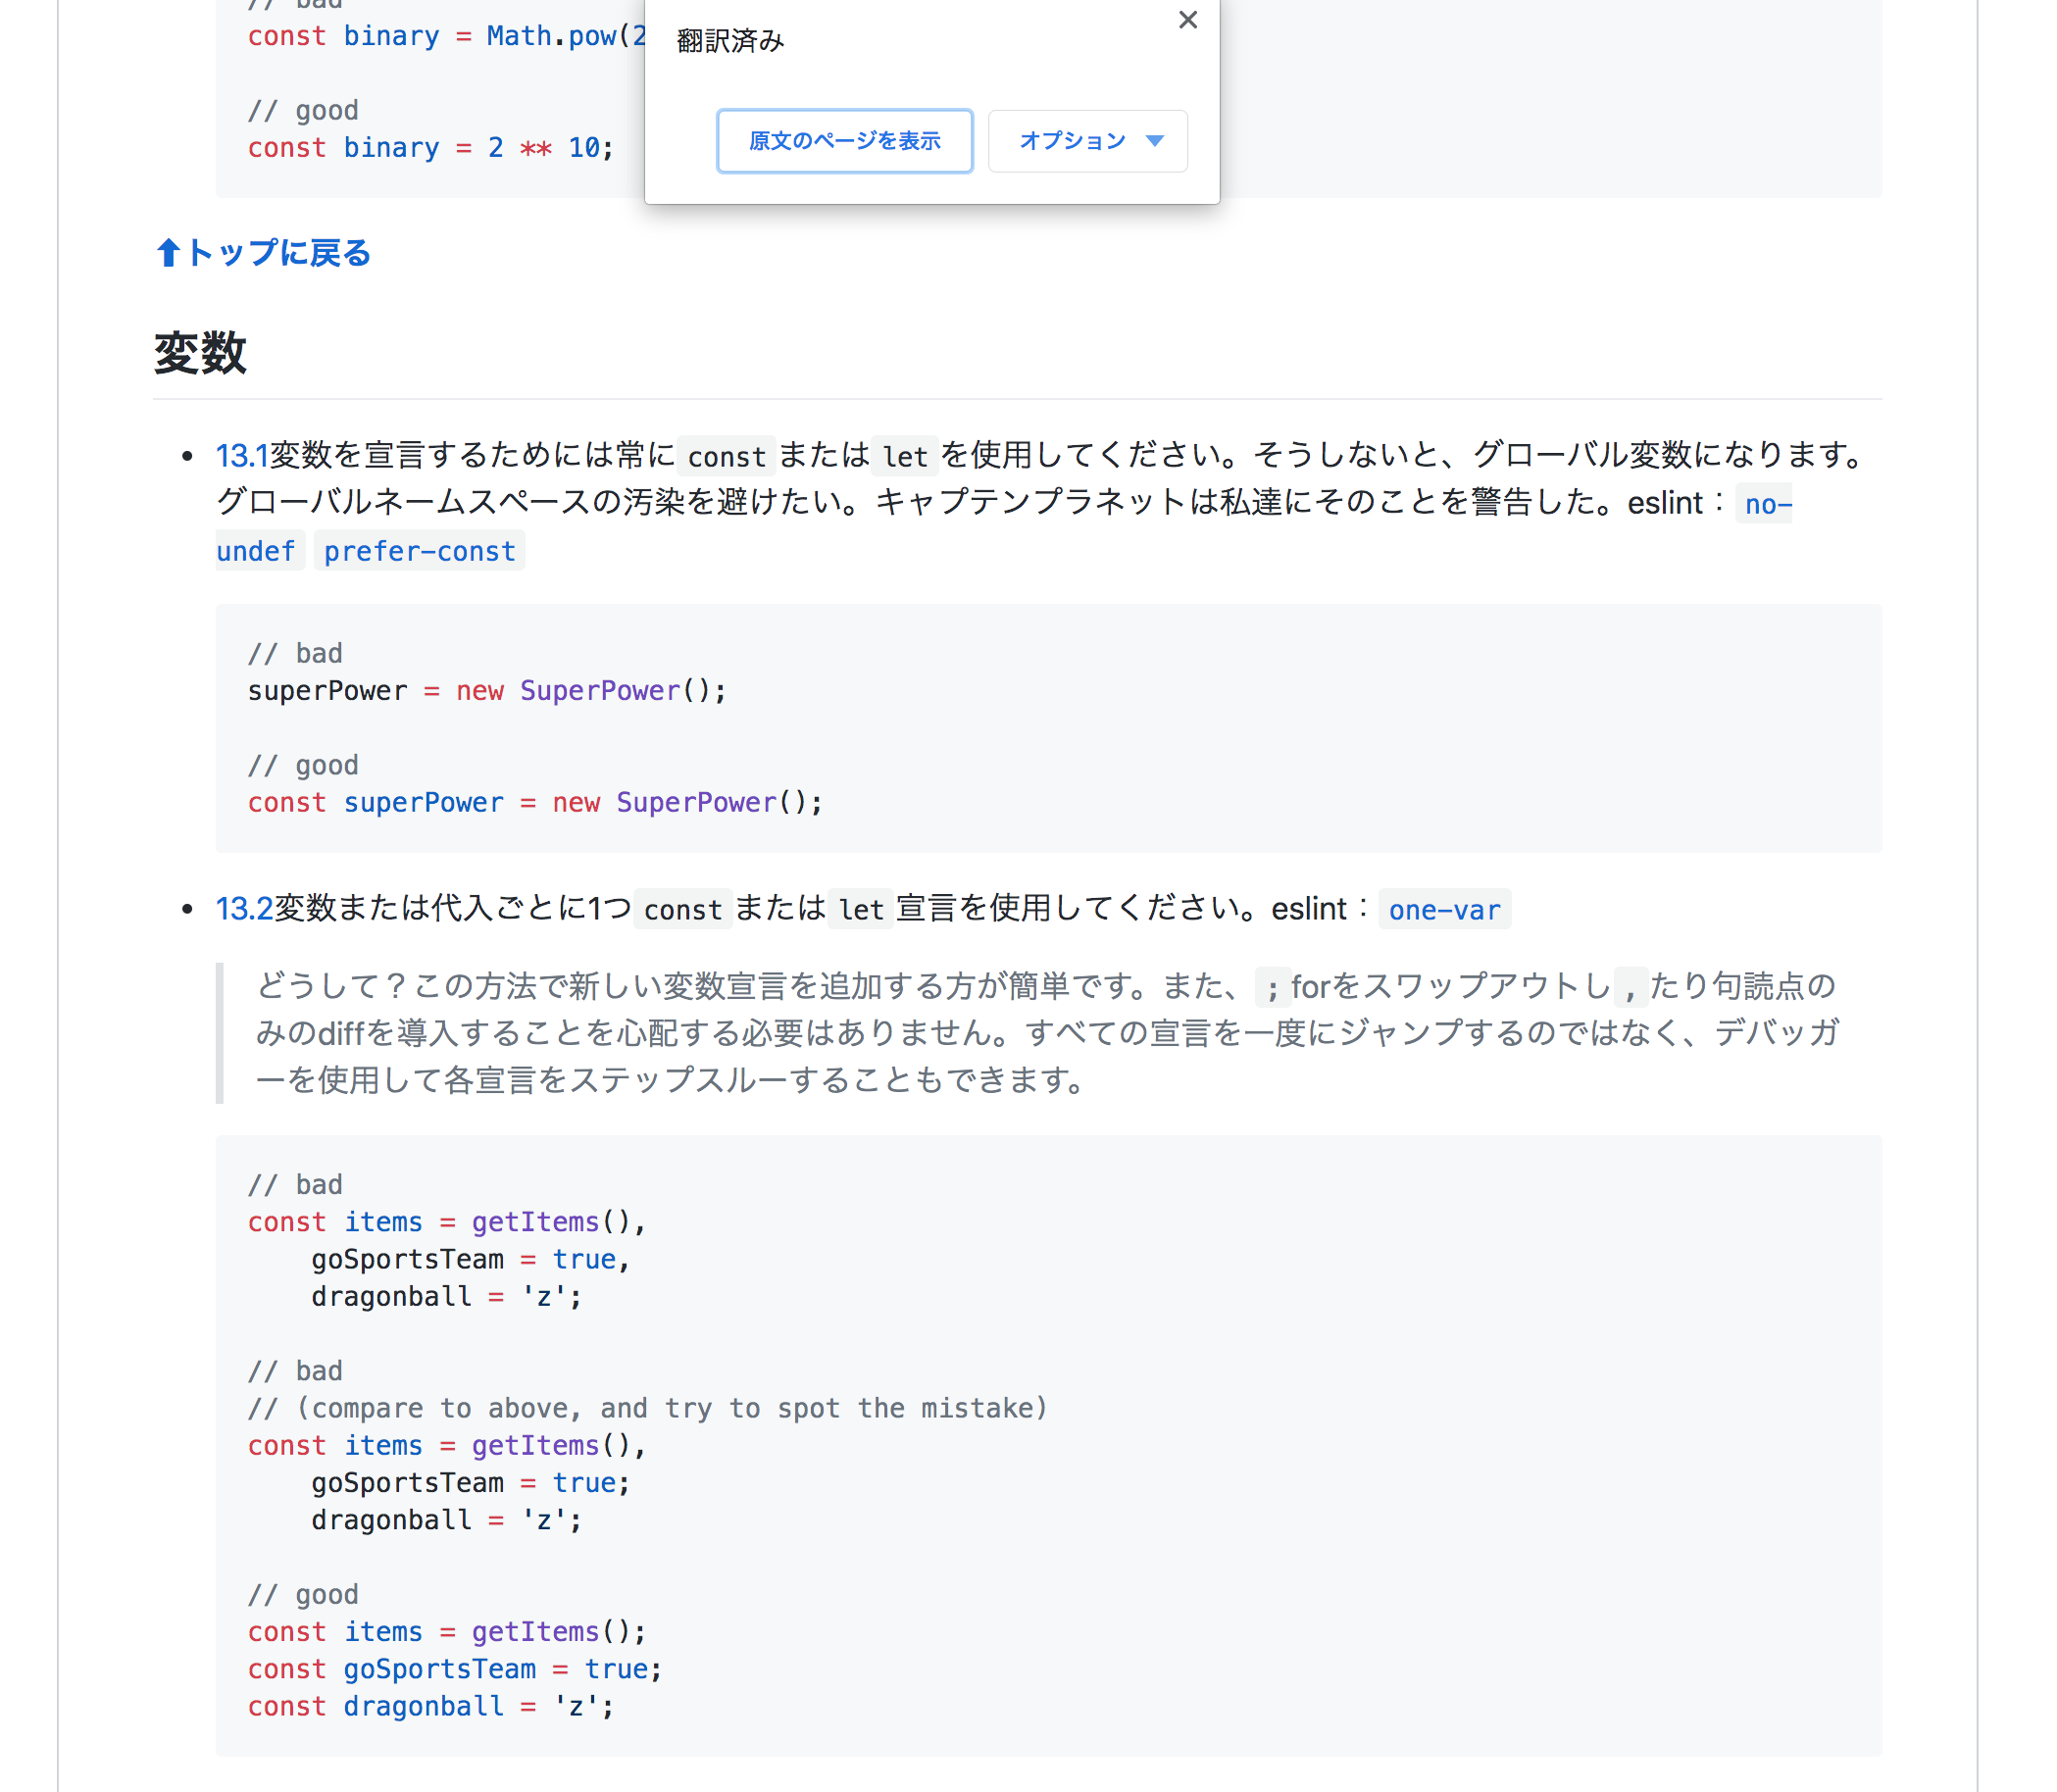 // bad
const binary = Math.pow(2
// good
const binary = 2 ** 10;
翻訳済み
原文のページを表示
オプション
⬆トップに戻る
変数
• 13.1変数を宣言するためには常にconstまたはletを使用してください。そうしないと、グローバル変数になります。
グローバルネームスペースの汚染を避けたい。キャプテンプラネットは私達にそのことを警告した。eslint：no-
undef prefer-const
// bad
superPower = new SuperPower();
// good
const superPower = new SuperPower();
• 13.2変数または代入ごとに1つconstまたはlet宣言を使用してください。eslint：one-var
どうして？この方法で新しい変数宣言を追加する方が簡単です。また、;forをスワップアウトし,たり句読点の
みのdiffを導入することを心配する必要はありません。すべての宣言を一度にジャンプするのではなく、デバッガ
ーを使用して各宣言をステップスルーすることもできます。
// bad
const items = getItems(),
    goSportsTeam = true,
    dragonball = 'z';
// bad
// (compare to above, and try to spot the mistake)
const items = getItems(),
    goSportsTeam = true;
    dragonball = 'z';
// good
const items = getItems();
const goSportsTeam = true;
const dragonball = 'z';